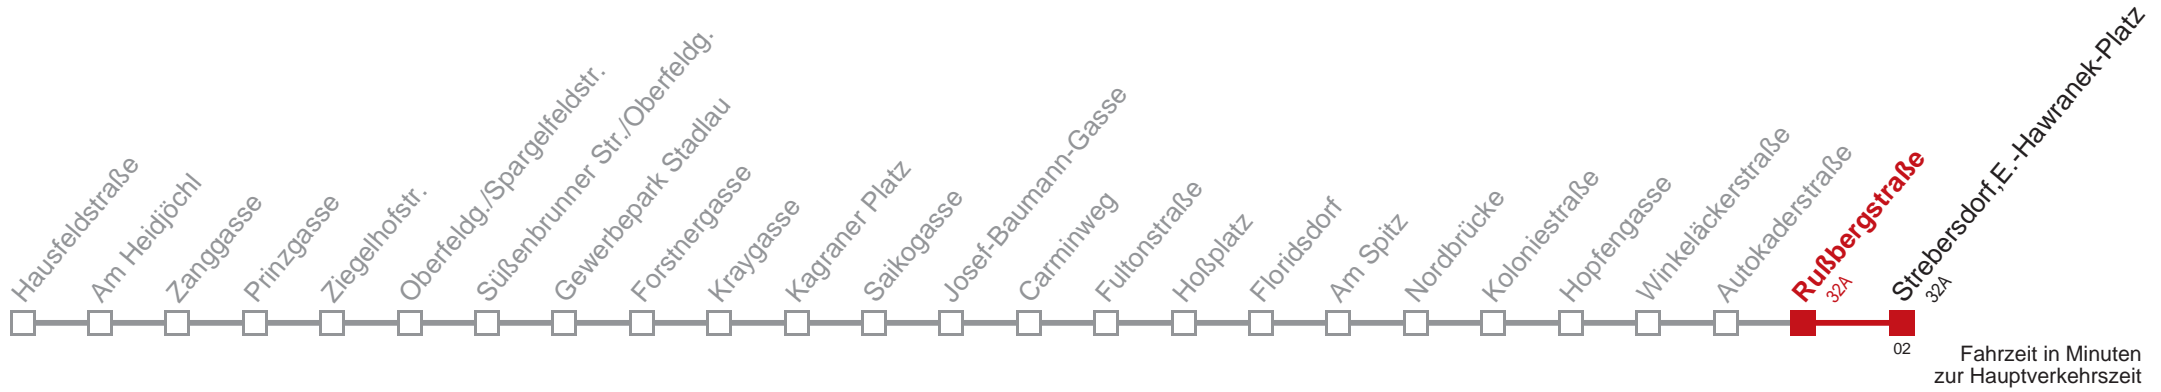 Hausfeldstraße
Am Heidjöchl
Zanggasse
Prinzgasse
Ziegelhofstr.
Oberfeldg./Spargelfeldstr.
Süßenbrunner Str./Oberfeldg.
Gewerbepark Stadlau
Forstnergasse
Kraygasse
Kagraner Platz
Saikogasse
Josef-Baumann-Gasse
Carminweg
Fultonstraße
Hoßplatz
Floridsdorf
Am Spitz
Nordbrücke
Koloniestraße
Hopfengasse
Winkeläckerstraße
Autokaderstraße
Rußbergstraße
32A
Strebersdorf,E.-Hawranek-Platz
32A
02
Fahrzeit in Minuten
zur Hauptverkehrszeit